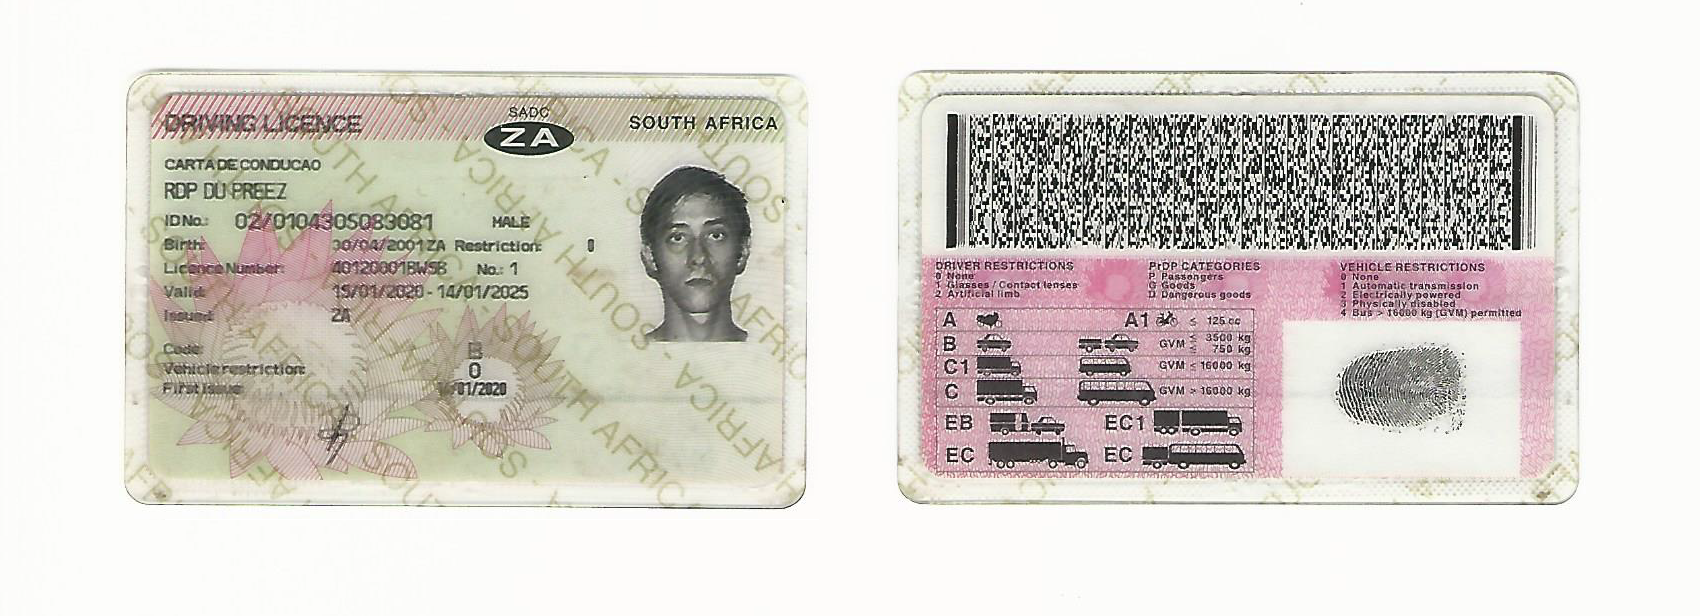 DRIVING LICENCE
SADC
ZA
SOUTH AFRICA
CARTA DE CONDUCAO
RDP DU PREEZ
ID No.: 02/0104305083081 MALE
Birth: 30/04/2001 ZA Restriction: 0
Licence Number: 40120001BW5B No.: 1
Valid: 15/01/2020 - 14/01/2025
Issued: ZA
Code: B
Vehicle restriction: 0
First issue: /01/2020
DRIVER RESTRICTIONS
0 None
1 Glasses / Contact lenses
2 Artificial limb
PrDP CATEGORIES
P Passengers
G Goods
D Dangerous goods
VEHICLE RESTRICTIONS
0 None
1 Automatic transmission
2 Electrically powered
3 Physically disabled
4 Bus > 16000 kg (GVM) permitted
A A1 ≤ 125 cc
B GVM ≤ 3500 kg
≤ 750 kg
C1 GVM ≤ 16000 kg
C GVM > 16000 kg
EB EC1
EC EC